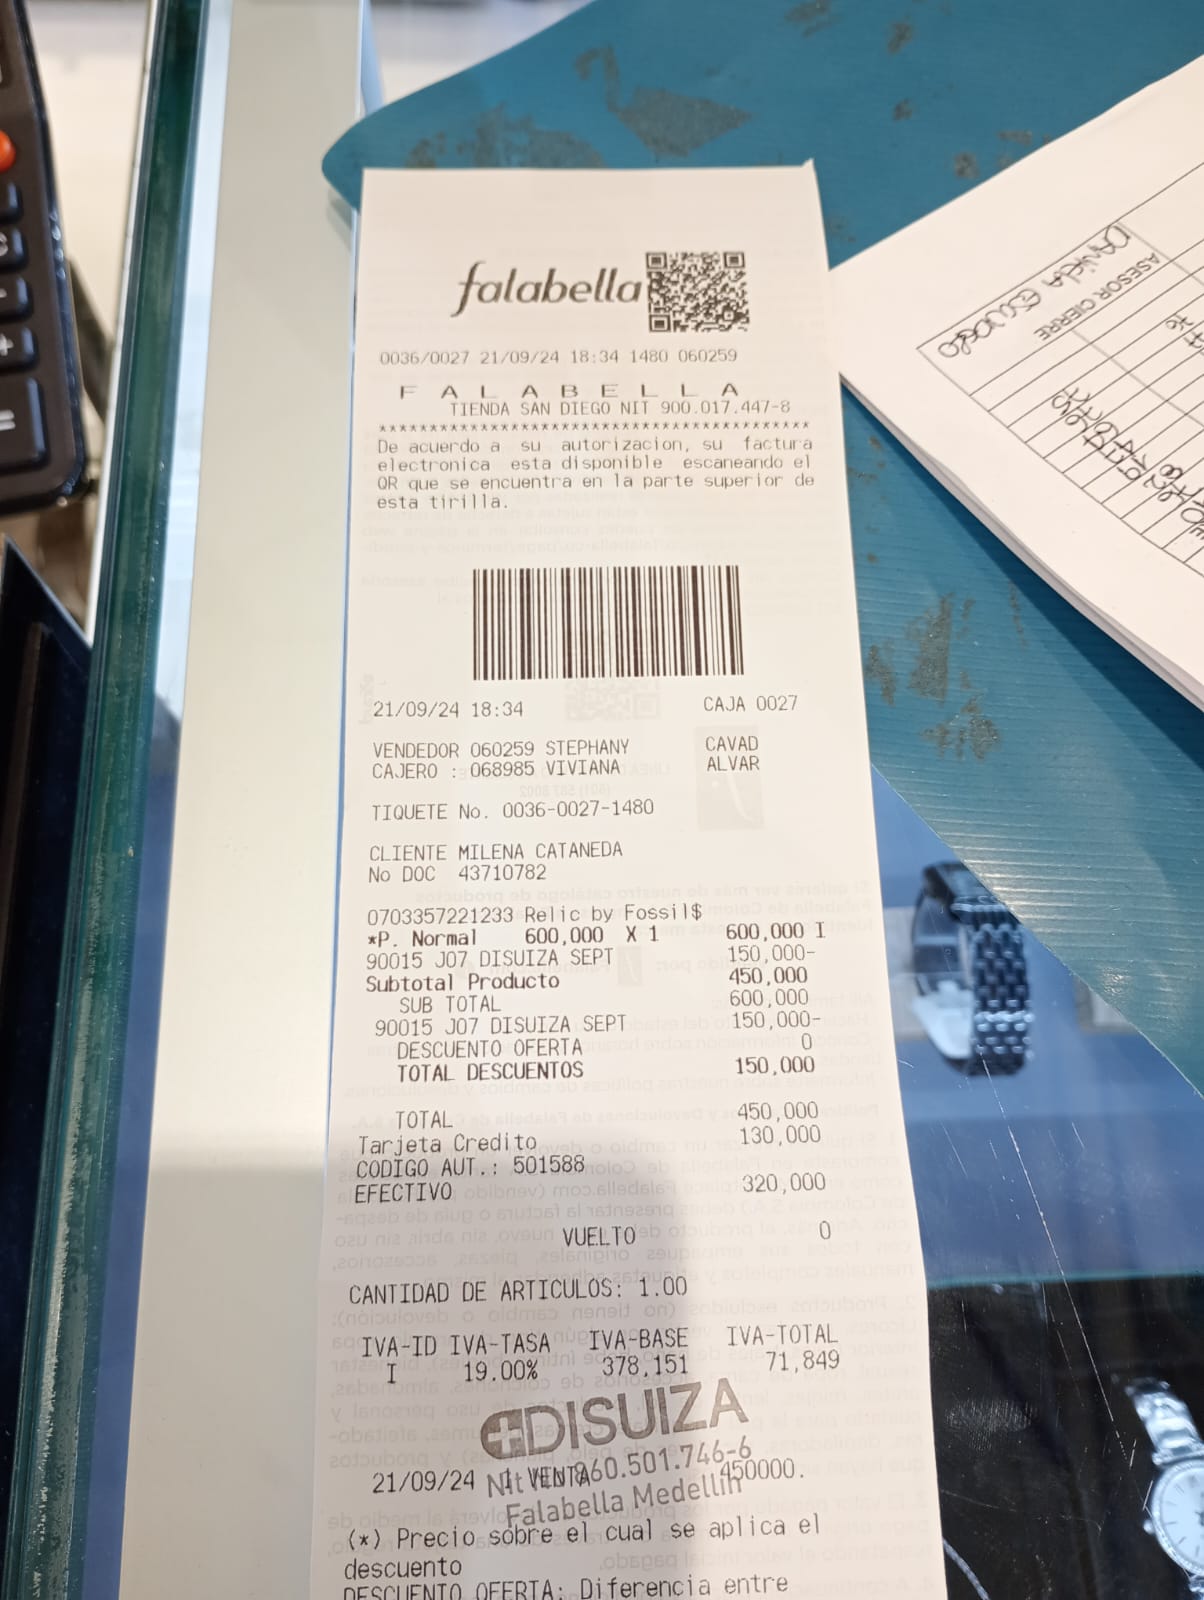 falabella
0036/0027 21/09/24 18:34 1480 060259
F A L A B E L L A
TIENDA SAN DIEGO NIT 900.017.447-8
******************************************
De acuerdo a su autorizacion, su factura
electronica esta disponible escaneando el
QR que se encuentra en la parte superior de
esta tirilla.
21/09/24 18:34 CAJA 0027
VENDEDOR 060259 STEPHANY CAVAD
CAJERO : 068985 VIVIANA ALVAR
TIQUETE No. 0036-0027-1480
CLIENTE MILENA CATANEDA
No DOC 43710782
0703357221233 Relic by Fossil$
*P. Normal 600,000 X 1 600,000 I
90015 J07 DISUIZA SEPT 150,000-
Subtotal Producto 450,000
SUB TOTAL 600,000
90015 J07 DISUIZA SEPT 150,000-
DESCUENTO OFERTA 0
TOTAL DESCUENTOS 150,000
TOTAL 450,000
Tarjeta Credito 130,000
CODIGO AUT.: 501588
EFECTIVO 320,000
VUELTO 0
CANTIDAD DE ARTICULOS: 1.00
IVA-ID IVA-TASA IVA-BASE IVA-TOTAL
I 19.00% 378,151 71,849
DISUIZA
Nit 860.501.746-6
Falabella Medellin
21/09/24 1 VENTA 450000.
(*) Precio sobre el cual se aplica el
descuento
DESCUENTO OFERTA: Diferencia entre
ASESOR CIERRE